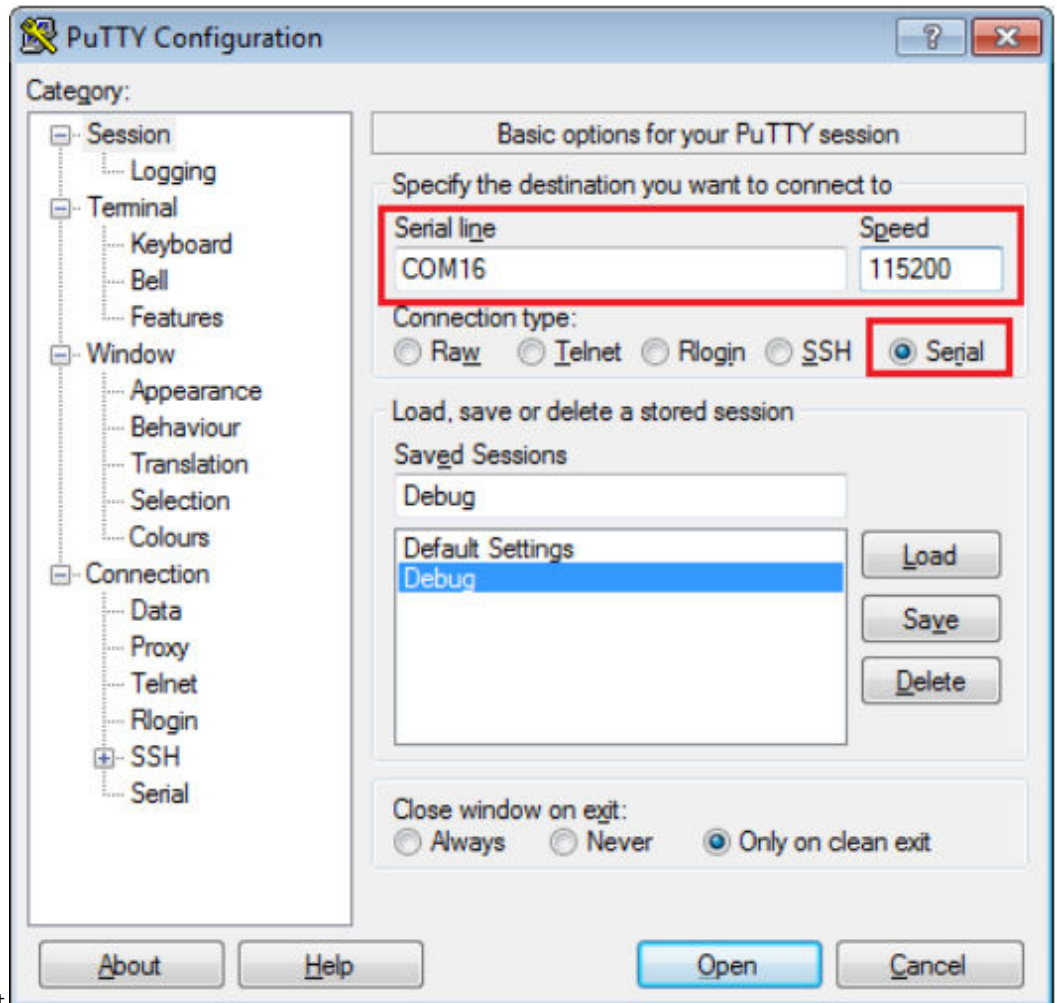 PuTTY Configuration
Category:
Session
Logging
Terminal
Keyboard
Bell
Features
Window
Appearance
Behaviour
Translation
Selection
Colours
Connection
Data
Proxy
Telnet
Rlogin
SSH
Serial
Basic options for your PuTTY session
Specify the destination you want to connect to
Serial line Speed
COM16 115200
Connection type:
Raw Telnet Rlogin SSH Serial
Load, save or delete a stored session
Saved Sessions
Debug
Default Settings
Debug
Load
Save
Delete
Close window on exit:
Always Never Only on clean exit
About Help Open Cancel